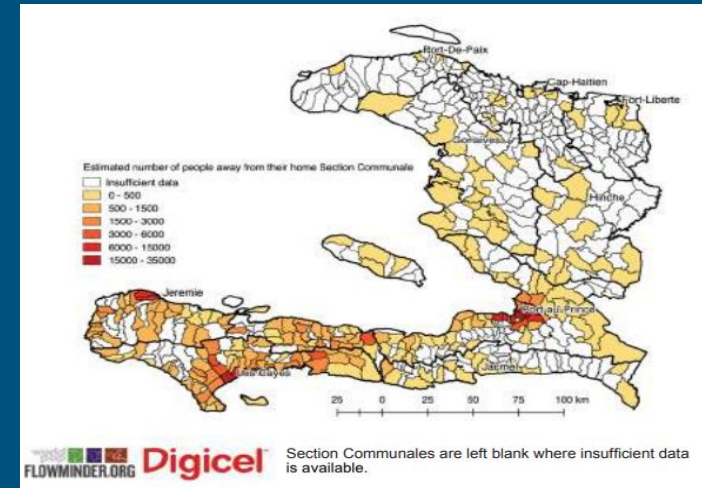 Port-De-Paix
Cap-Haitien
Fort-Liberte
Gonaives
Estimated number of people away from their home Section Communale
Insufficient data
0 - 500
500 - 1500
1500 - 3000
3000 - 6000
6000 - 15000
15000 - 35000
Hinche
Jeremie
Port-au-Prince
Les Cayes
Jacmel
25 0 25 50 75 100 km
FLOWMINDER.ORG
Digicel
Section Communales are left blank where insufficient data
is available.